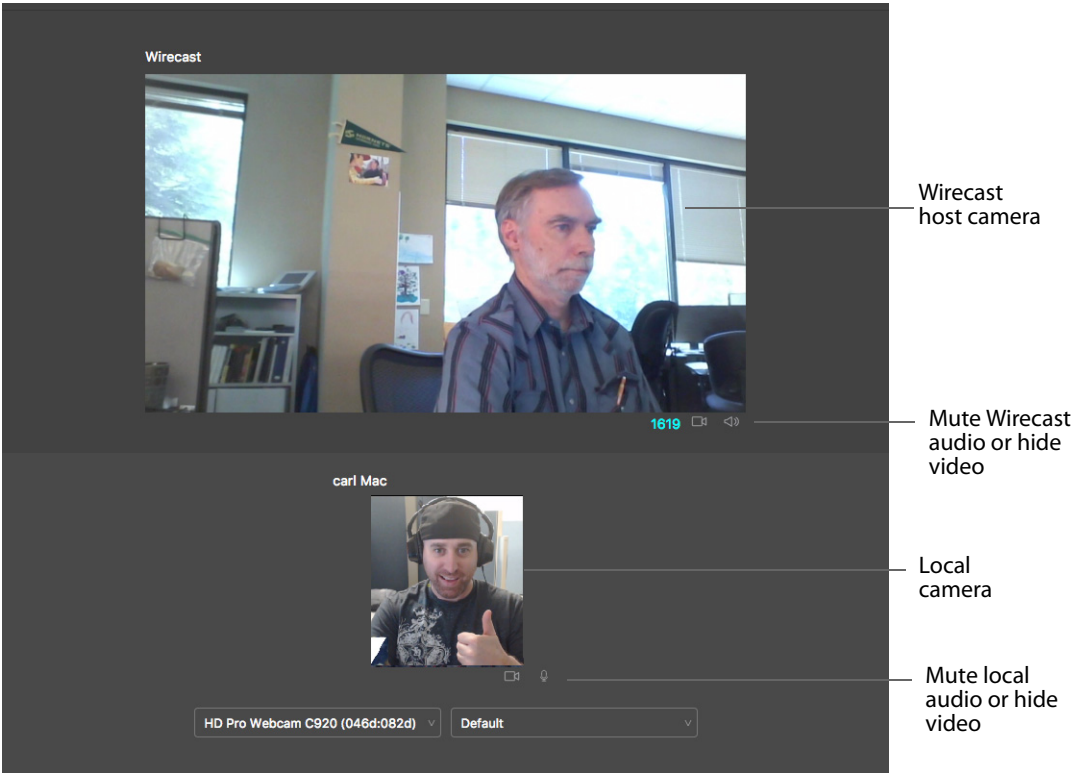 Wirecast
Wirecast
host camera
1619
Mute Wirecast
audio or hide
video
carl Mac
Local
camera
Mute local
audio or hide
video
HD Pro Webcam C920 (046d:082d)
Default